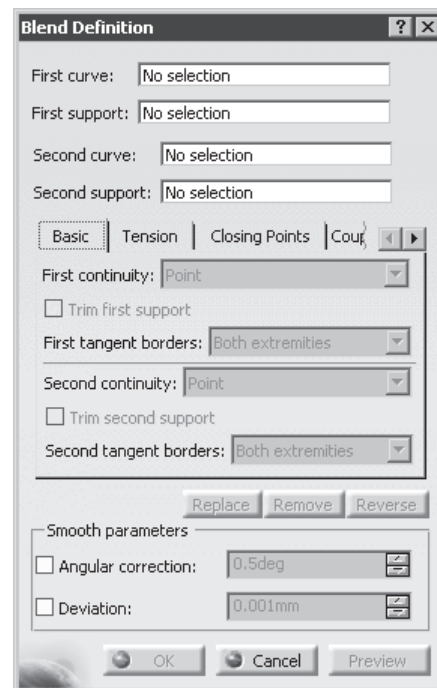 Blend Definition ? X
First curve: No selection
First support: No selection
Second curve: No selection
Second support: No selection
Basic Tension Closing Points Coup
First continuity: Point
Trim first support
First tangent borders: Both extremities
Second continuity: Point
Trim second support
Second tangent borders: Both extremities
Replace Remove Reverse
Smooth parameters
Angular correction: 0.5deg
Deviation: 0.001mm
OK Cancel Preview